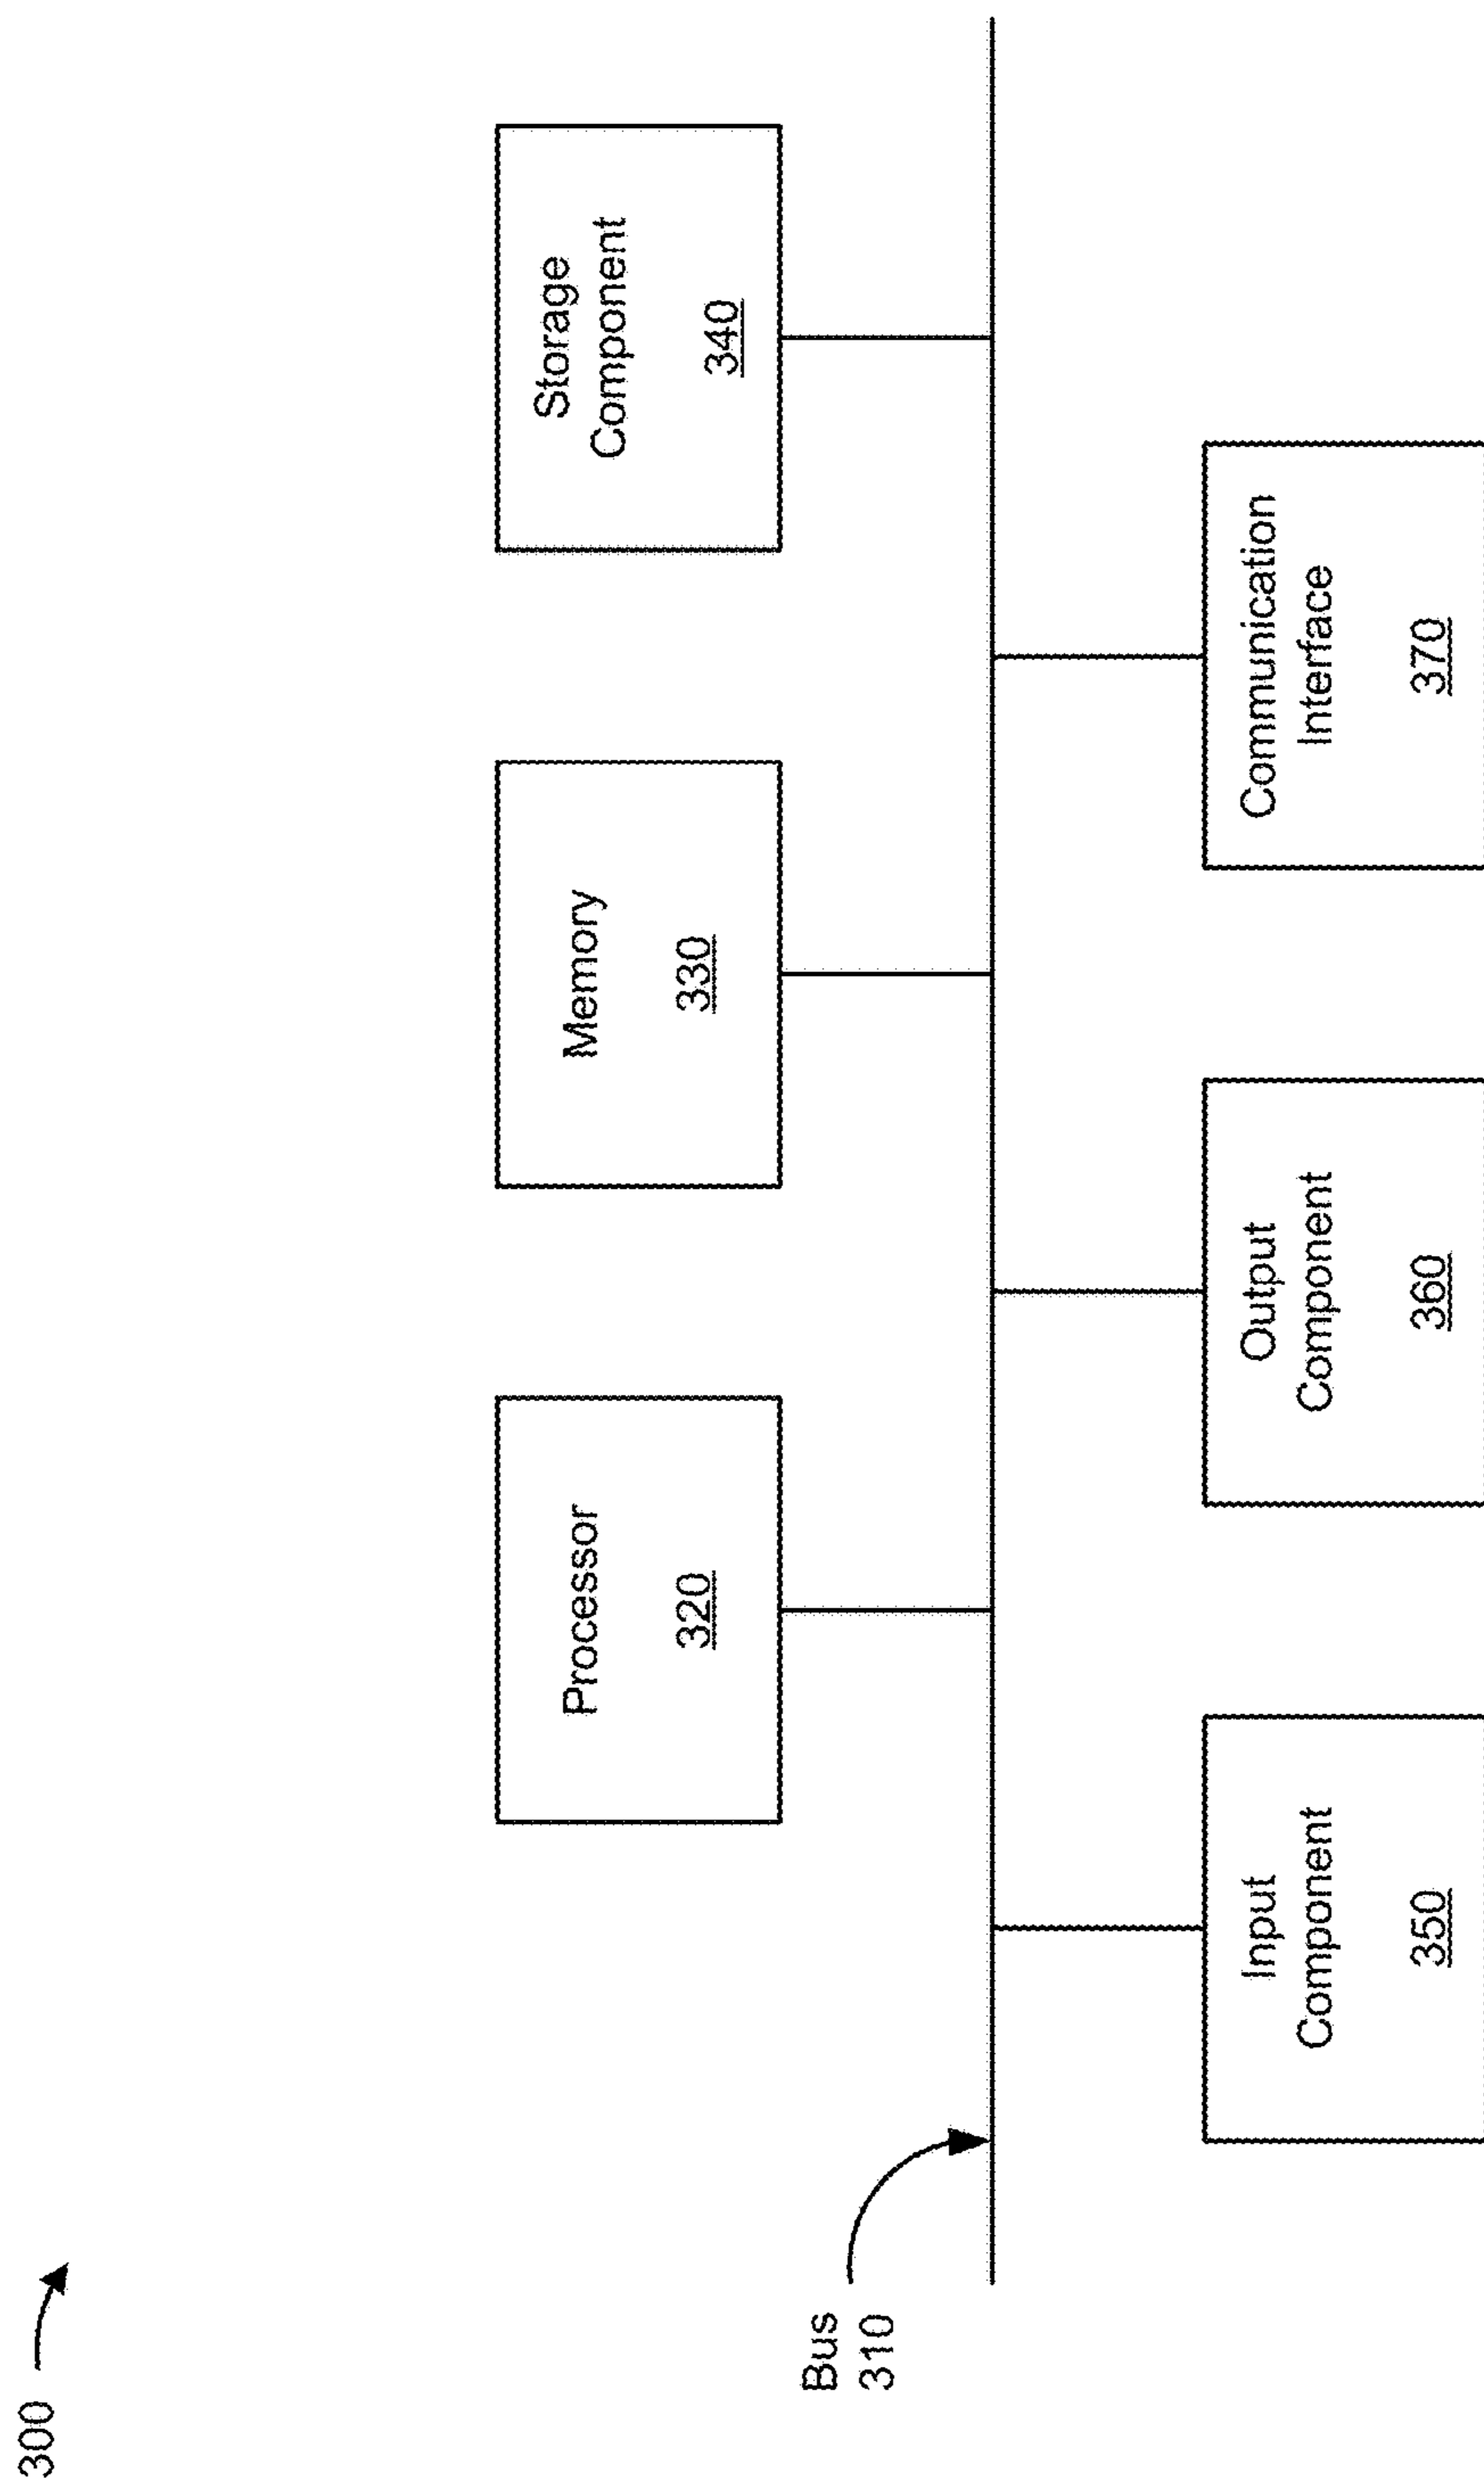 300
Processor
320
Memory
330
Storage
Component
340
Bus
310
Input
Component
350
Output
Component
360
Communication
Interface
370